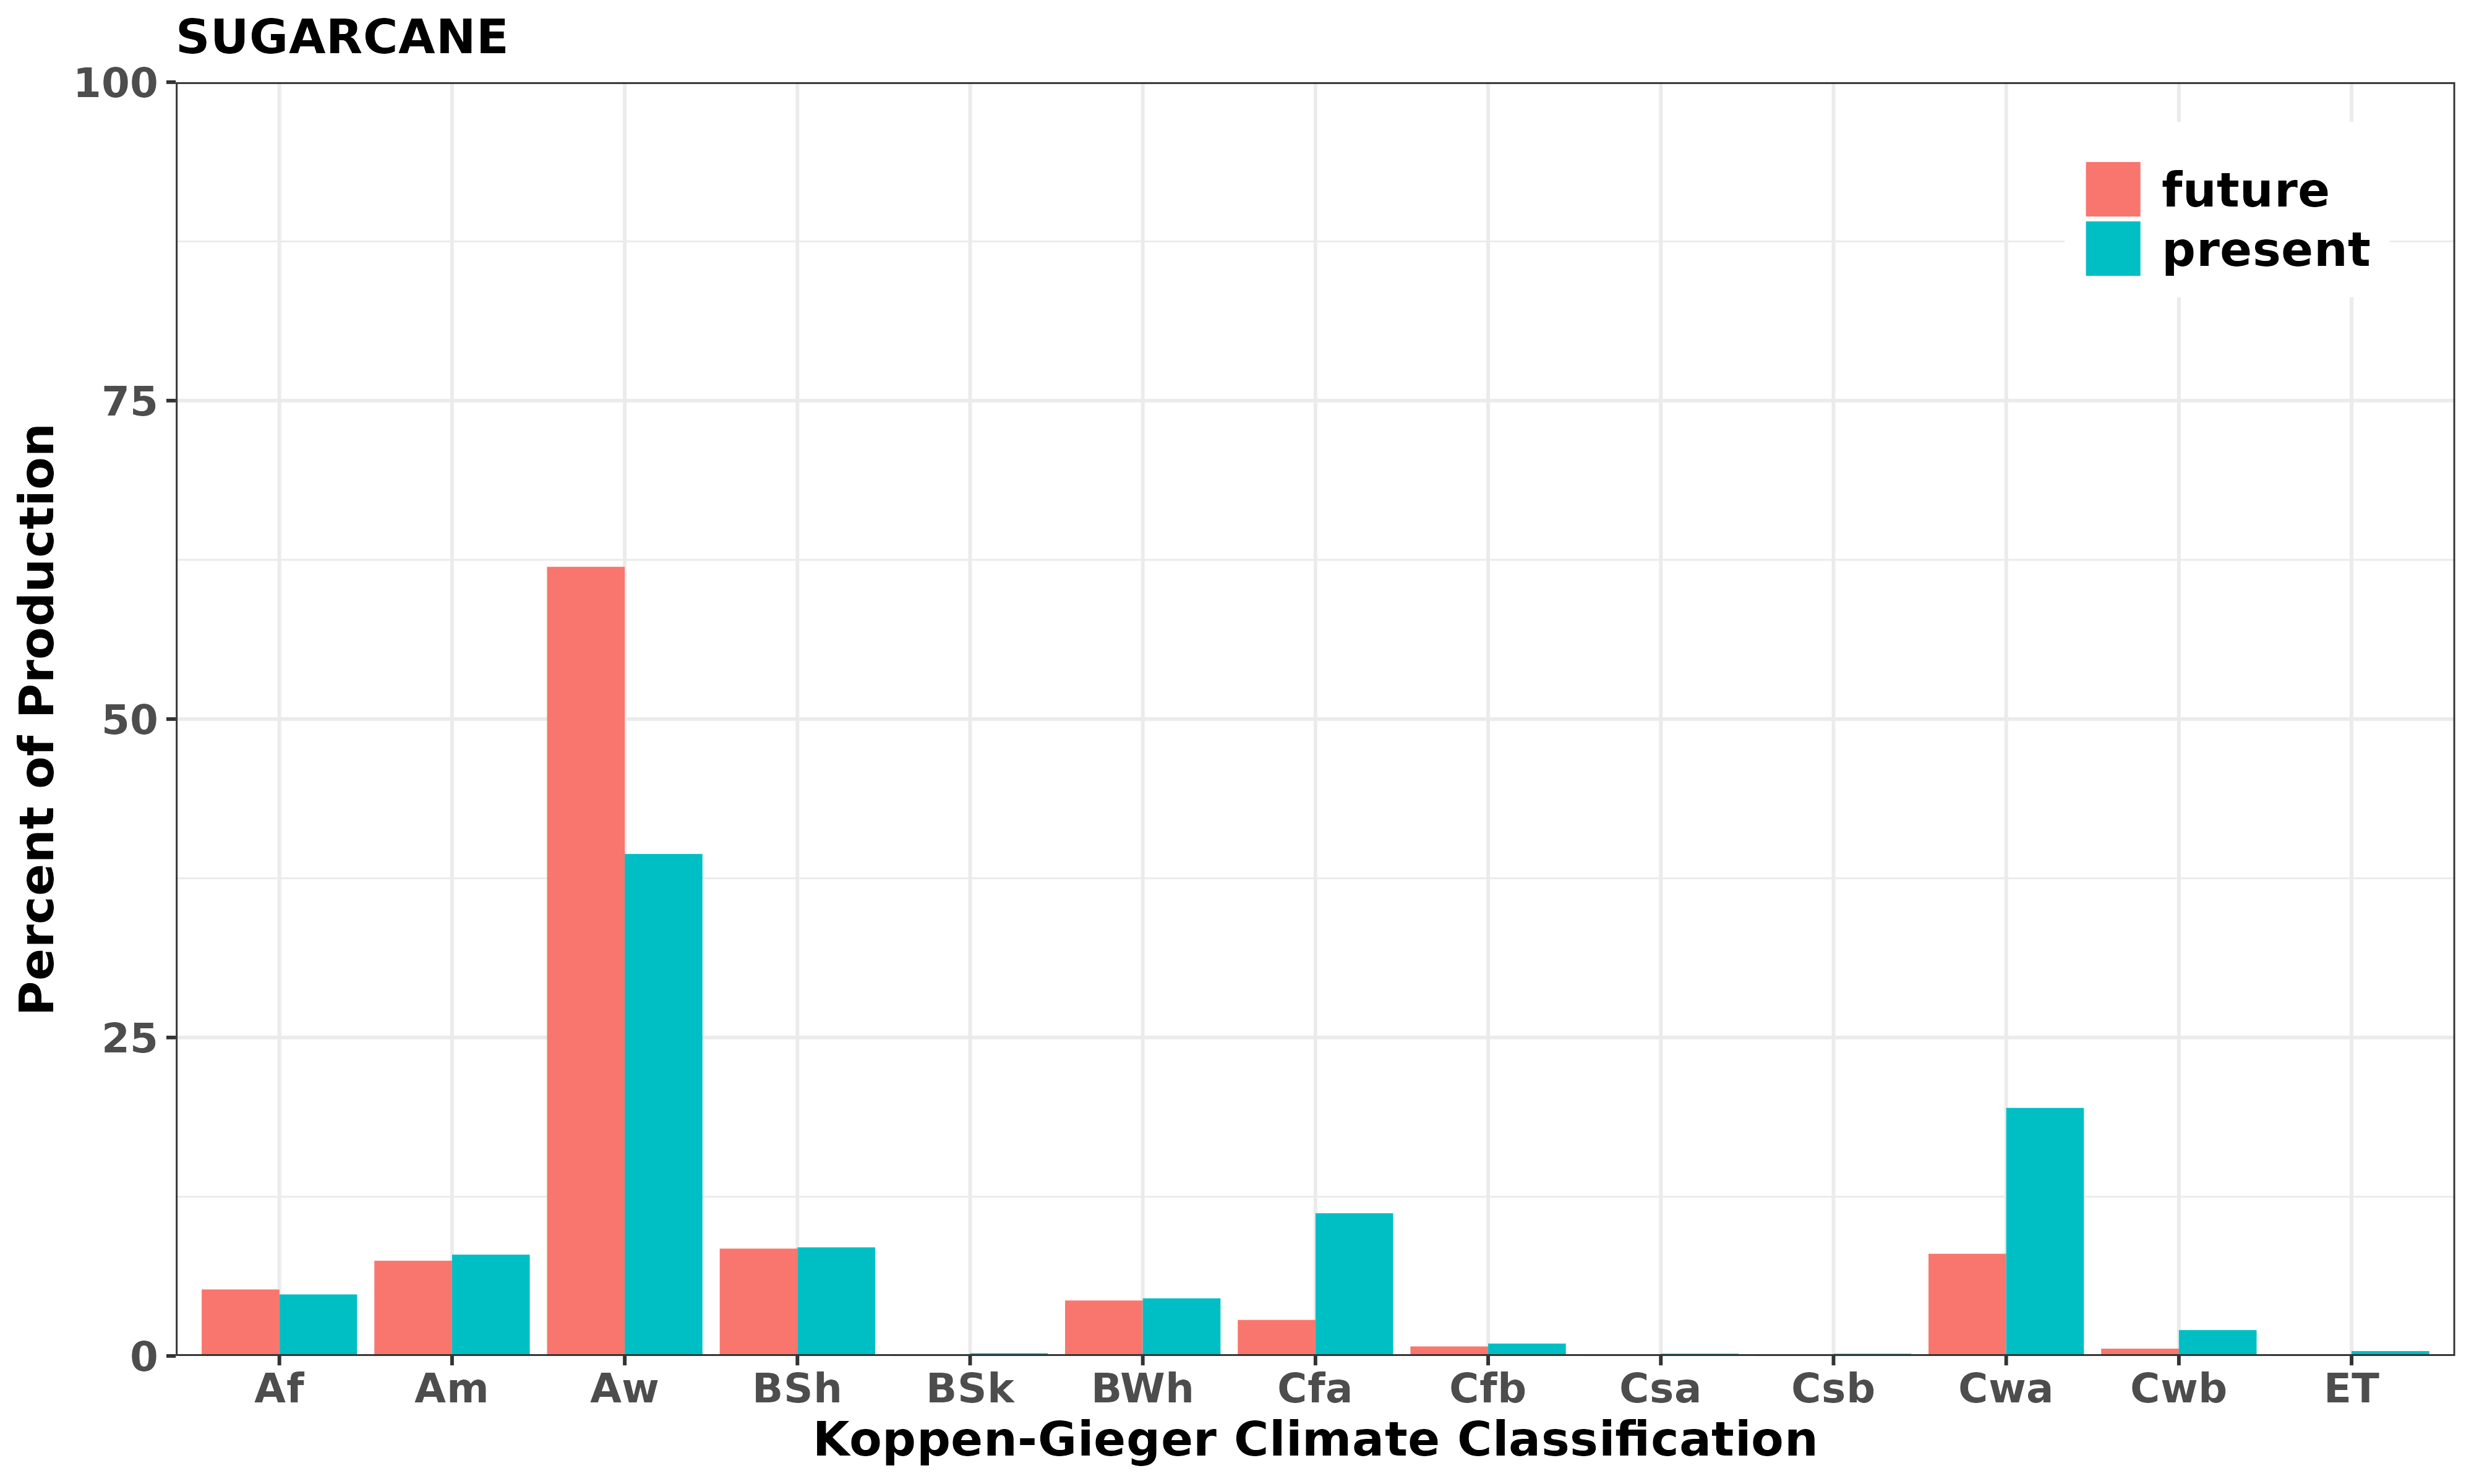 SUGARCANE
100
75
50
25
0
Percent of Production
future
present
Af Am Aw BSh BSk BWh Cfa Cfb Csa Csb Cwa Cwb ET
Koppen-Gieger Climate Classification